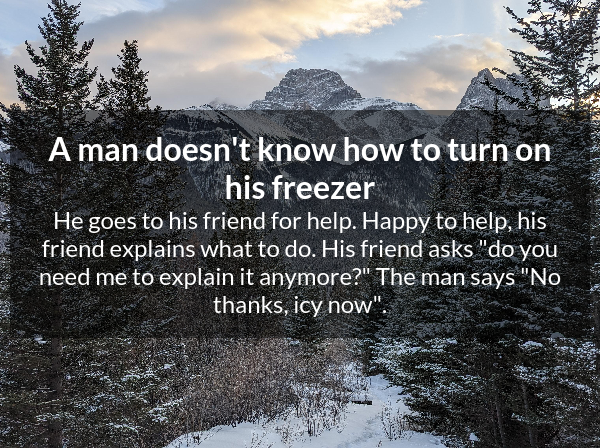 A man doesn't know how to turn on
his freezer
He goes to his friend for help. Happy to help, his
friend explains what to do. His friend asks "do you
need me to explain it anymore?" The man says "No
thanks, icy now".